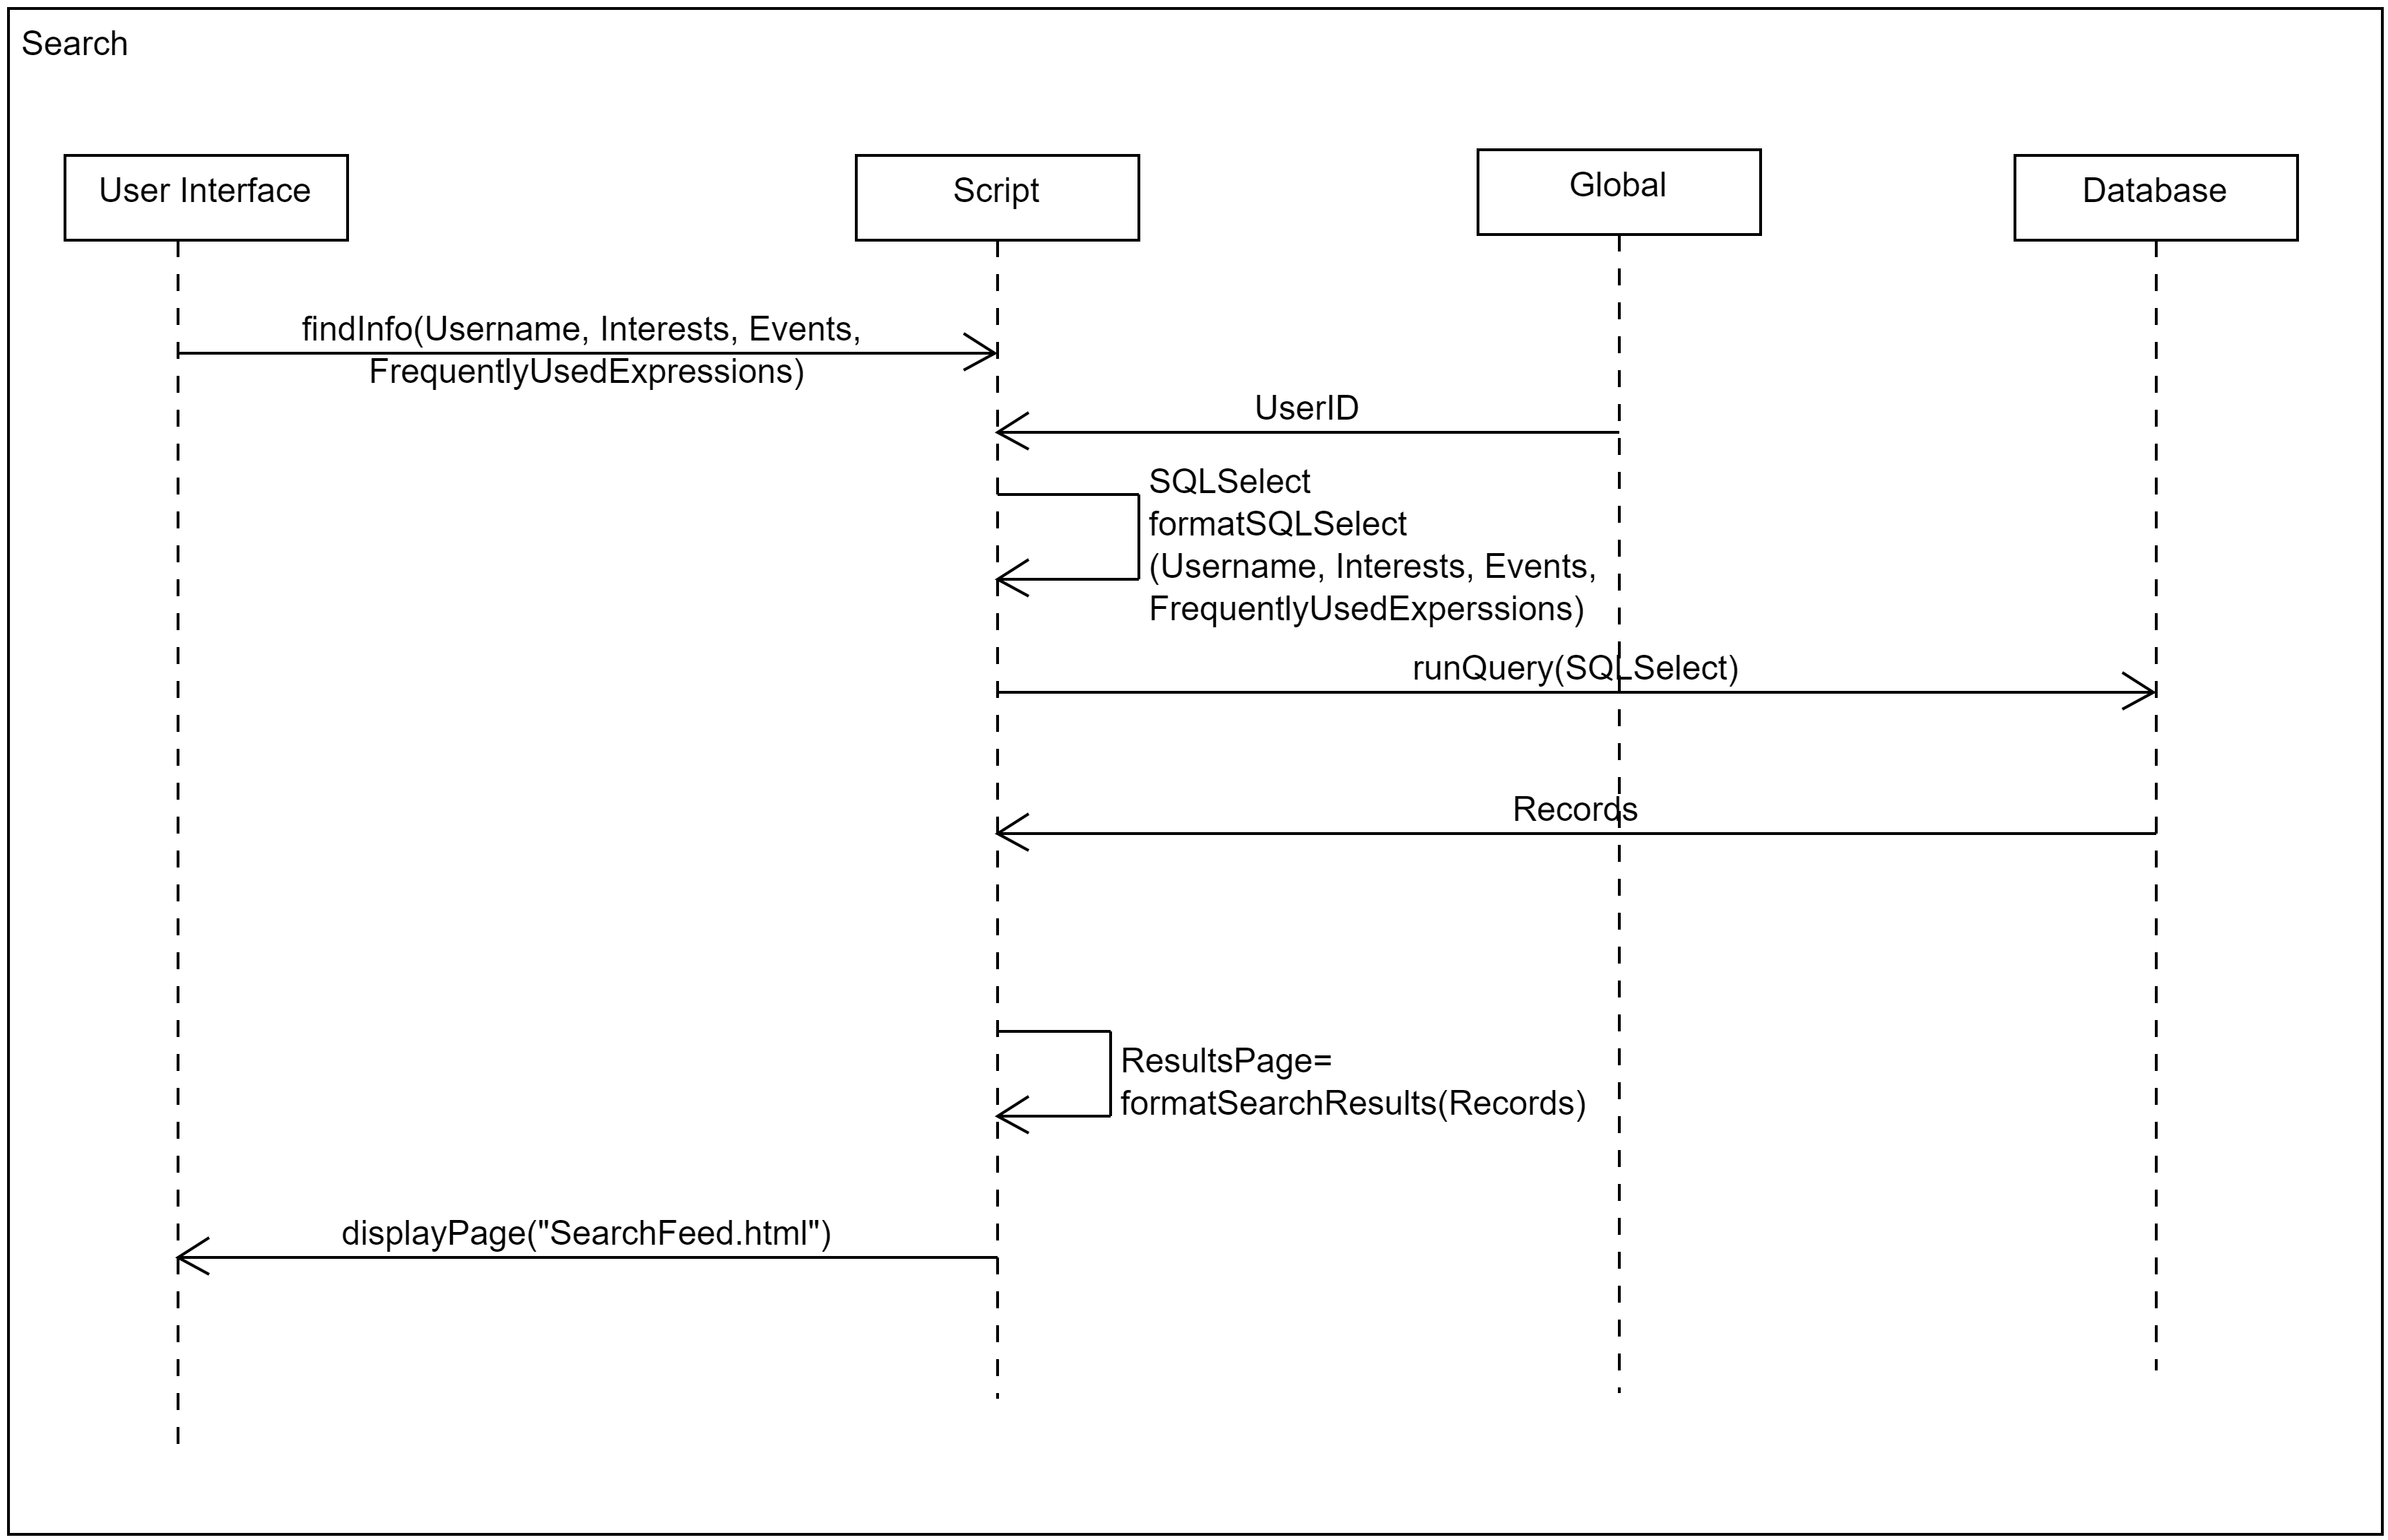 Search
User Interface
Script
Global
Database
findInfo(Username, Interests, Events,
FrequentlyUsedExpressions)
UserID
SQLSelect
formatSQLSelect
(Username, Interests, Events,
FrequentlyUsedExperssions)
runQuery(SQLSelect)
Records
ResultsPage=
formatSearchResults(Records)
displayPage("SearchFeed.html")